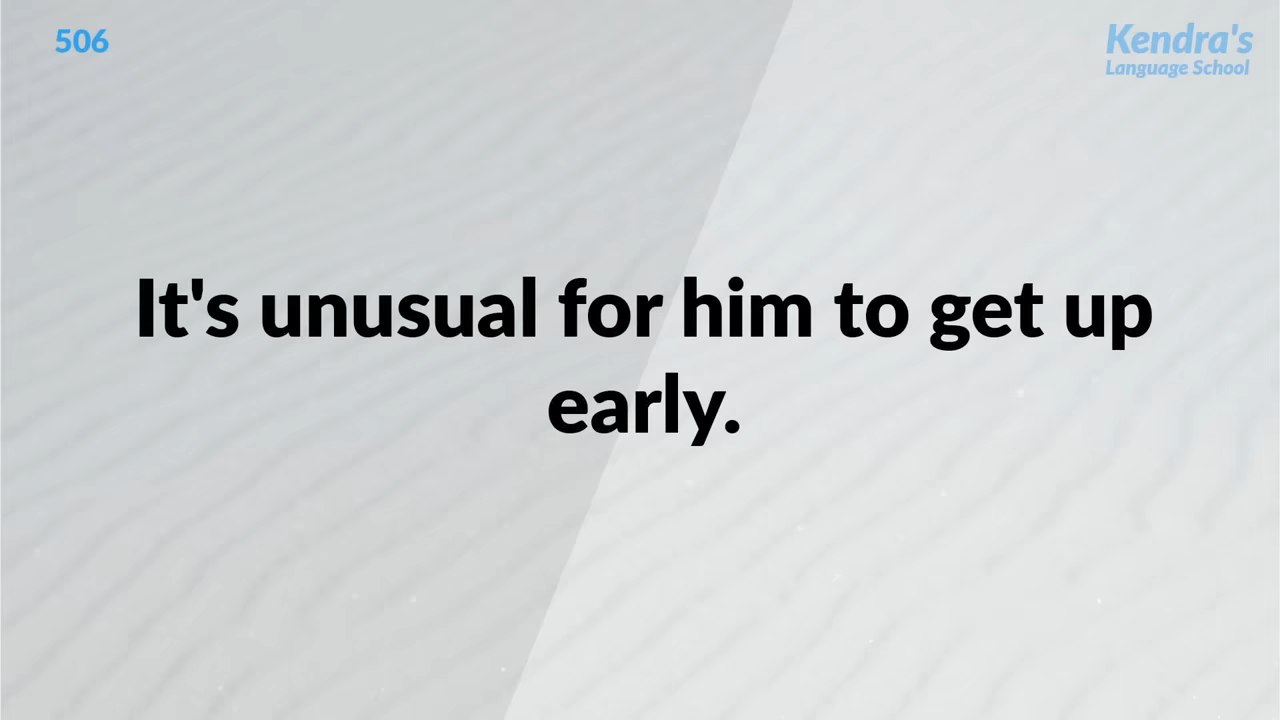 506
Kendra's
Language School
It's unusual for him to get up
early.